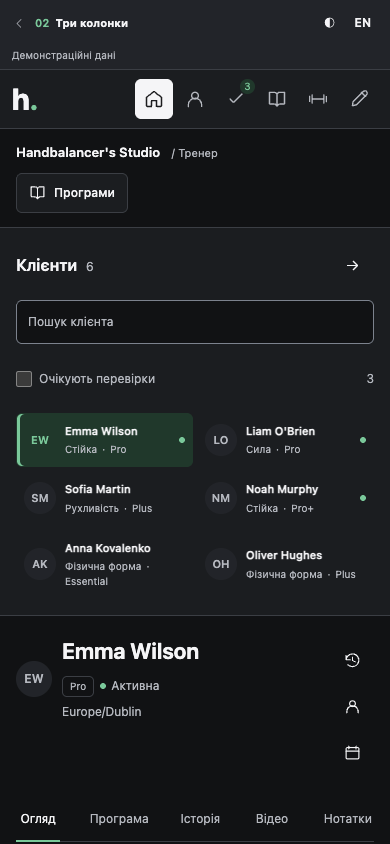 02 Три колонки
EN
Демонстраційні дані
h.
3
Handbalancer's Studio / Тренер
Програми
Клієнти 6
Пошук клієнта
Очікують перевірки 3
EW
Emma Wilson
Стійка · Pro
LO
Liam O'Brien
Сила · Pro
SM
Sofia Martin
Рухливість · Plus
NM
Noah Murphy
Стійка · Pro+
AK
Anna Kovalenko
Фізична форма ·
Essential
OH
Oliver Hughes
Фізична форма · Plus
EW
Emma Wilson
Pro Активна
Europe/Dublin
Огляд Програма Історія Відео Нотатки